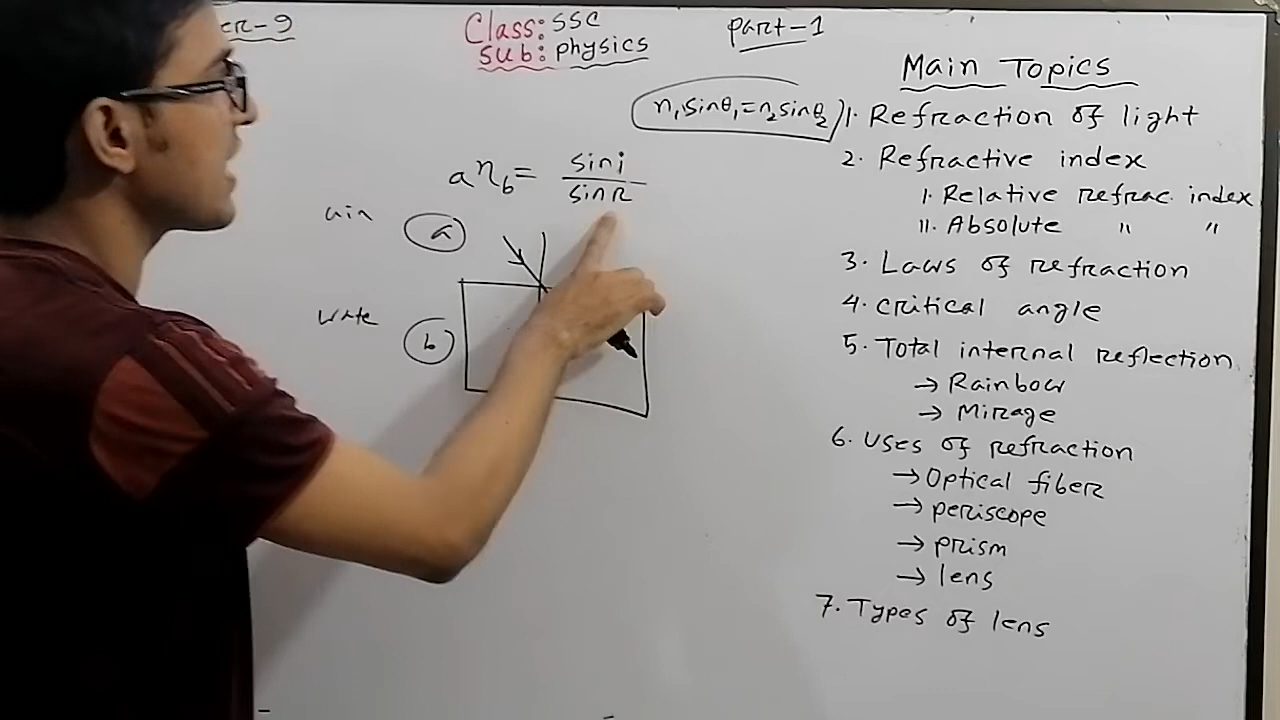 er-9
Class: SSC
Sub: physics
part-1
n₁sinθ₁=n₂sinθ₂
anb= sini
sinr
air
a
b
Main Topics
1. Refraction of light
2. Refractive index
i. Relative refrac. index
ii. Absolute " "
3. Laws of refraction
4. critical angle
5. Total internal reflection
→ Rainbow
→ Mirage
6. Uses of refraction
→ Optical fiber
→ periscope
→ prism
→ lens
7. Types of lens